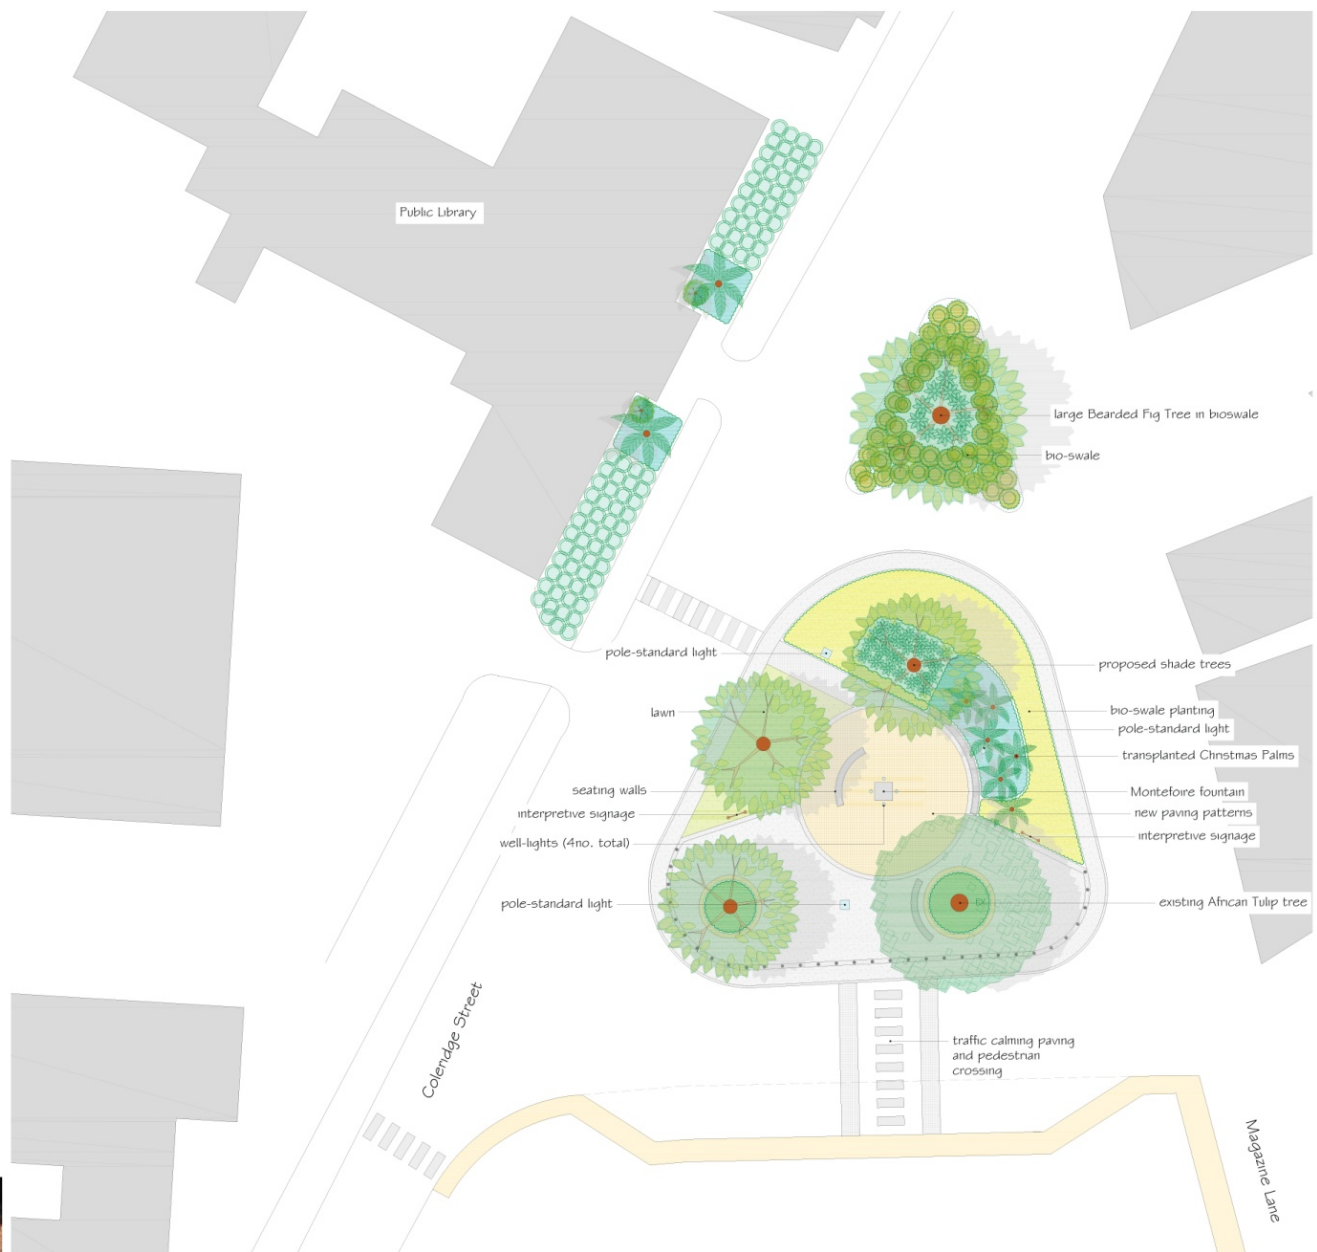 Public Library
large Bearded Fig Tree in bioswale
bio-swale
pole-standard light
proposed shade trees
lawn
bio-swale planting
pole-standard light
transplanted Christmas Palms
seating walls
Montefoire fountain
interpretive signage
new paving patterns
well-lights (4no. total)
interpretive signage
pole-standard light
EX
existing African Tulip tree
Coleridge Street
traffic calming paving
and pedestrian
crossing
Magazine Lane